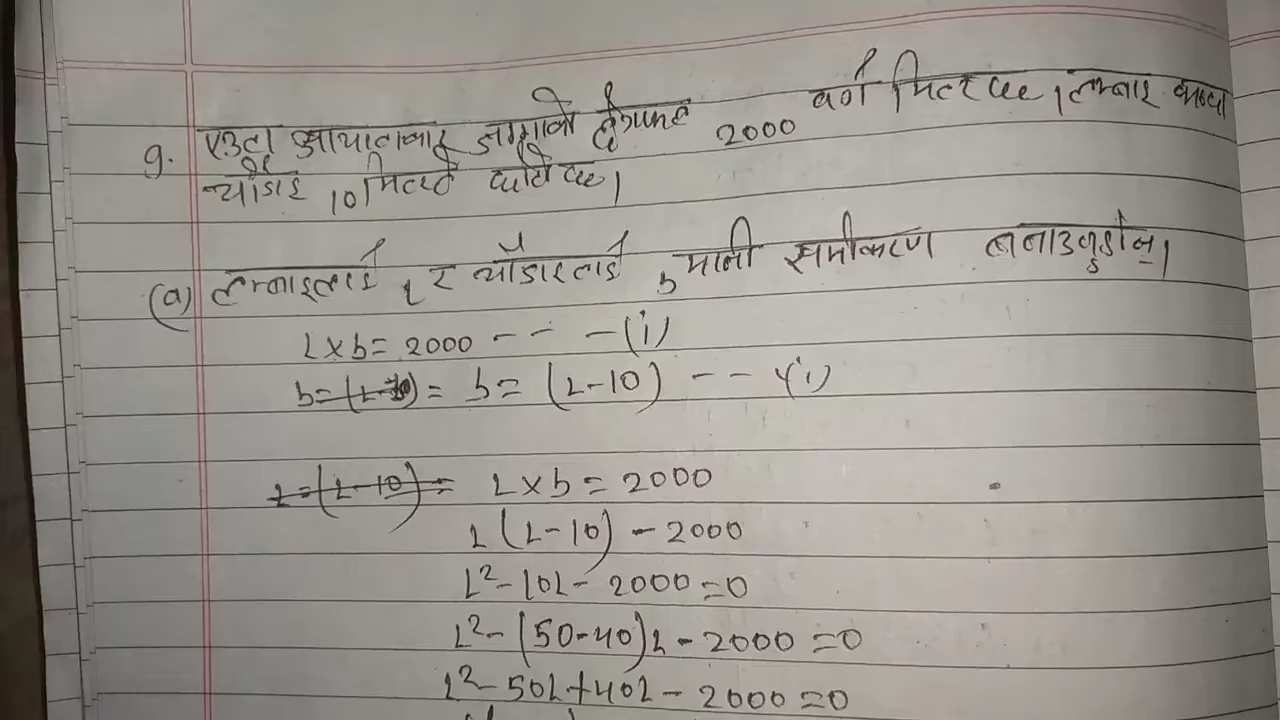 9. एउटा आयातकार जग्गाको क्षेत्रफल 2000 वर्ग मिटर छ। लम्बाइ भन्दा
चौडाई 10 मिटरले छोटो छ।
(a) लम्बाइलाई l र चौडाइलाई b मानी समीकरण बनाउनुहोस्।
L×b = 2000 - - - (i)
b = (L-10) = b = (L-10) - - (i)
L=(L-10) = L×b = 2000
L(L-10) - 2000
L² - 10L - 2000 = 0
L² - (50-40)L - 2000 = 0
L² - 50L + 40L - 2000 = 0